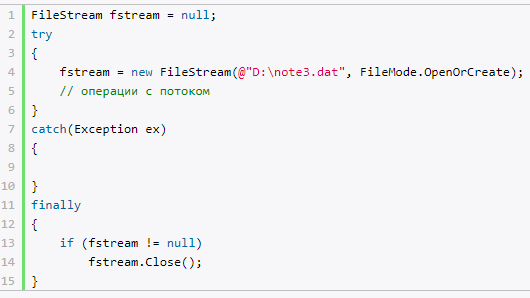 1 FileStream fstream = null;
2 try
3 {
4     fstream = new FileStream(@"D:\note3.dat", FileMode.OpenOrCreate);
5     // операции с потоком
6 }
7 catch(Exception ex)
8 {
9
10 }
11 finally
12 {
13     if (fstream != null)
14         fstream.Close();
15 }